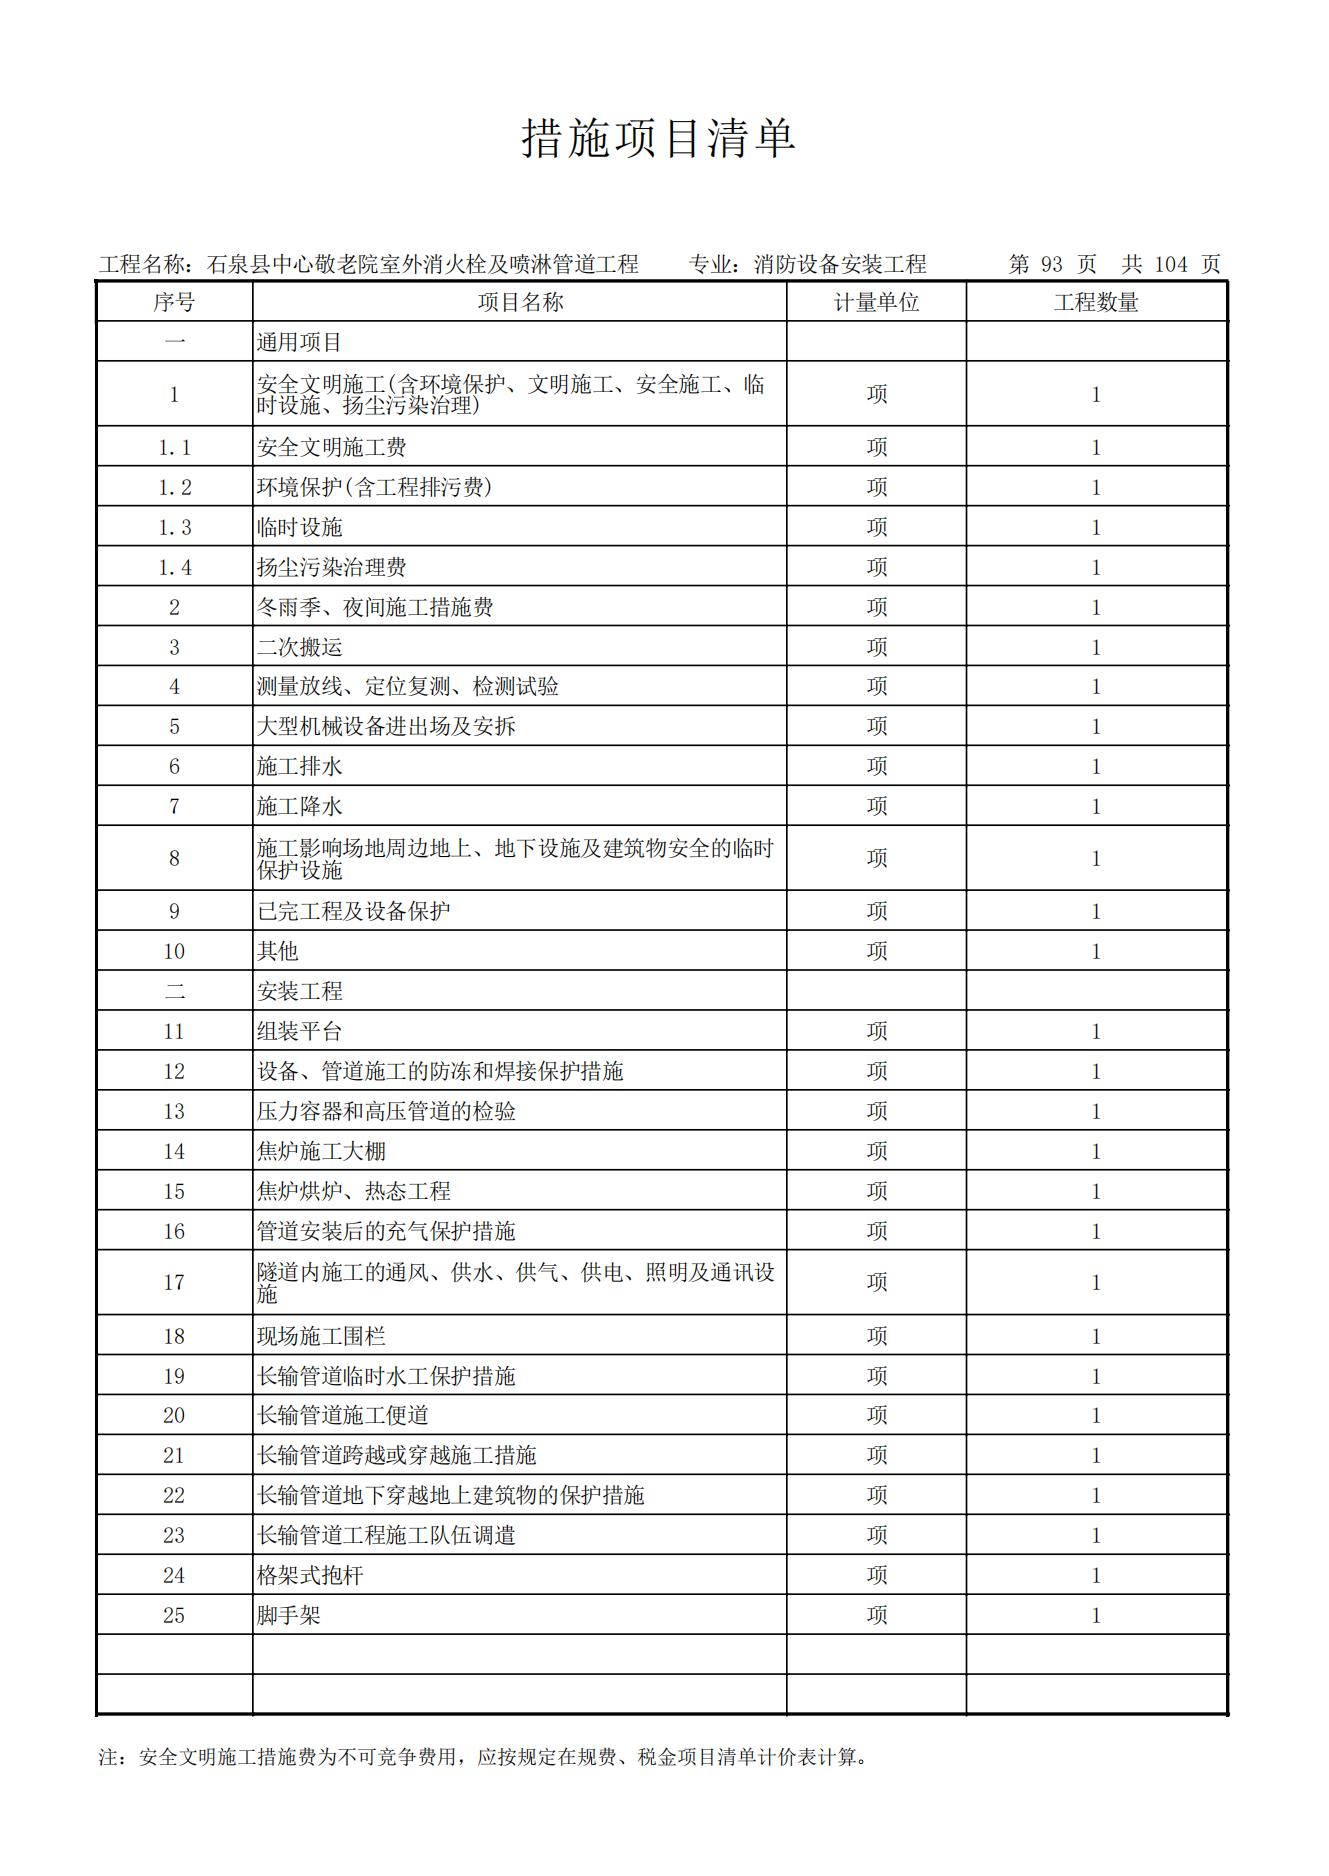 措施项目清单
工程名称：石泉县中心敬老院室外消火栓及喷淋管道工程 专业：消防设备安装工程 第 93 页 共 104 页
序号 项目名称 计量单位 工程数量
一 通用项目
1 安全文明施工(含环境保护、文明施工、安全施工、临 项 1
时设施、扬尘污染治理)
1.1 安全文明施工费 项 1
1.2 环境保护(含工程排污费) 项 1
1.3 临时设施 项 1
1.4 扬尘污染治理费 项 1
2 冬雨季、夜间施工措施费 项 1
3 二次搬运 项 1
4 测量放线、定位复测、检测试验 项 1
5 大型机械设备进出场及安拆 项 1
6 施工排水 项 1
7 施工降水 项 1
8 施工影响场地周边地上、地下设施及建筑物安全的临时 项 1
保护设施
9 已完工程及设备保护 项 1
10 其他 项 1
二 安装工程
11 组装平台 项 1
12 设备、管道施工的防冻和焊接保护措施 项 1
13 压力容器和高压管道的检验 项 1
14 焦炉施工大棚 项 1
15 焦炉烘炉、热态工程 项 1
16 管道安装后的充气保护措施 项 1
17 隧道内施工的通风、供水、供气、供电、照明及通讯设 项 1
施
18 现场施工围栏 项 1
19 长输管道临时水工保护措施 项 1
20 长输管道施工便道 项 1
21 长输管道跨越或穿越施工措施 项 1
22 长输管道地下穿越地上建筑物的保护措施 项 1
23 长输管道工程施工队伍调遣 项 1
24 格架式抱杆 项 1
25 脚手架 项 1
注：安全文明施工措施费为不可竞争费用，应按规定在规费、税金项目清单计价表计算。